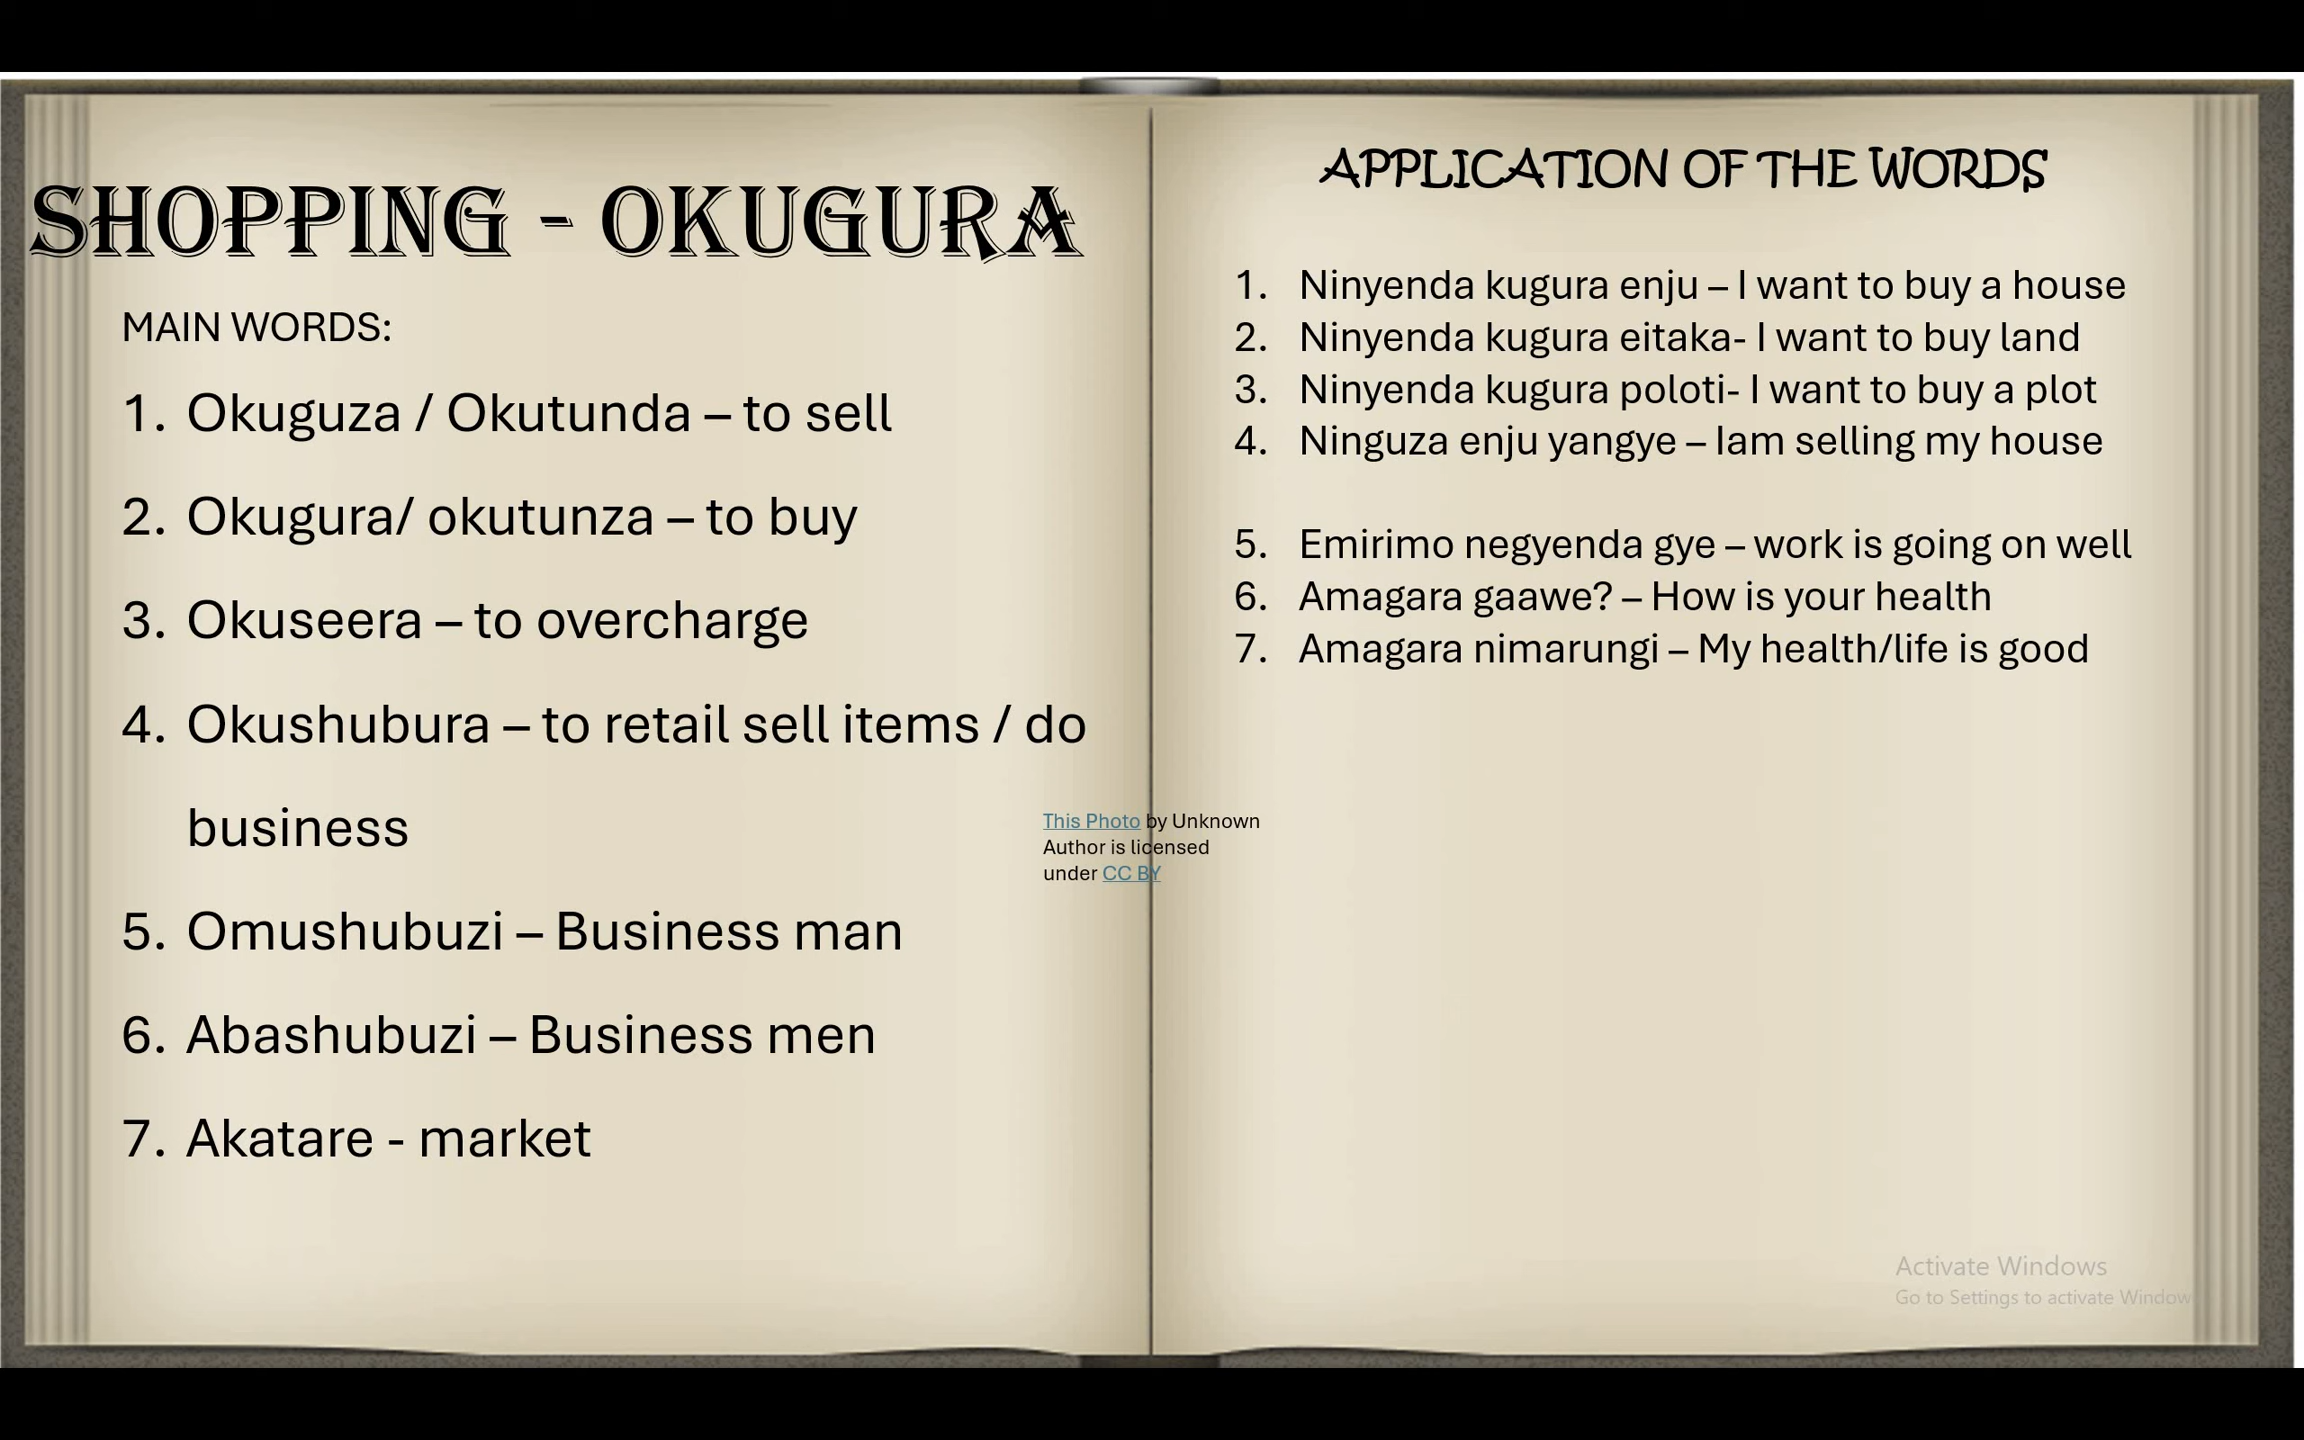 SHOPPING - OKUGURA
MAIN WORDS:
1. Okuguza / Okutunda – to sell
2. Okugura/ okutunza – to buy
3. Okuseera – to overcharge
4. Okushubura – to retail sell items / do
business
5. Omushubuzi – Business man
6. Abashubuzi – Business men
7. Akatare - market
APPLICATION OF THE WORDS
1. Ninyenda kugura enju – I want to buy a house
2. Ninyenda kugura eitaka- I want to buy land
3. Ninyenda kugura poloti- I want to buy a plot
4. Ninguza enju yangye – Iam selling my house
5. Emirimo negyenda gye – work is going on well
6. Amagara gaawe? – How is your health
7. Amagara nimarungi – My health/life is good
This Photo by Unknown
Author is licensed
under CC BY
Activate Windows
Go to Settings to activate Window